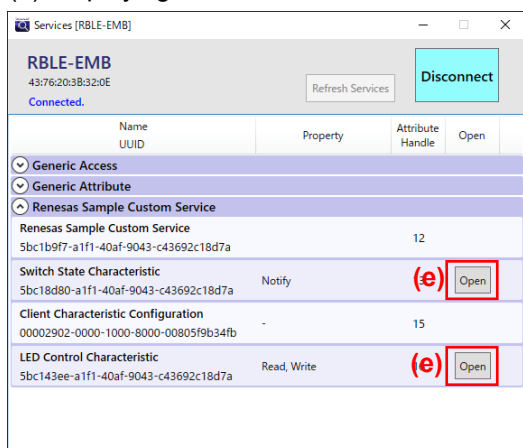 Services [RBLE-EMB]
RBLE-EMB
43:76:20:3B:32:0E
Connected.
Refresh Services
Disconnect
Name
UUID
Property
Attribute
Handle
Open
Generic Access
Generic Attribute
Renesas Sample Custom Service
Renesas Sample Custom Service
5bc1b9f7-a1f1-40af-9043-c43692c18d7a
12
Switch State Characteristic
5bc18d80-a1f1-40af-9043-c43692c18d7a
Notify
(e)
Open
Client Characteristic Configuration
00002902-0000-1000-8000-00805f9b34fb
-
15
LED Control Characteristic
5bc143ee-a1f1-40af-9043-c43692c18d7a
Read, Write
(e)
Open